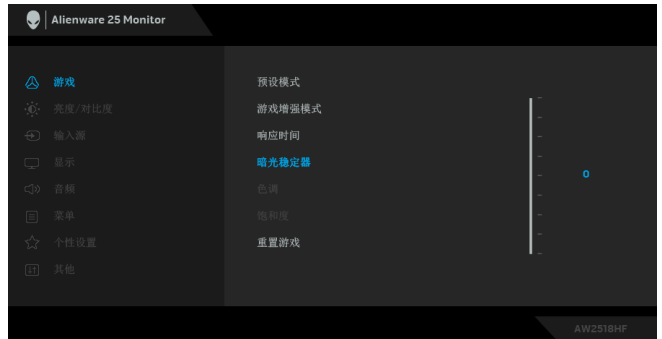 Alienware 25 Monitor
游戏
亮度/对比度
输入源
显示
音频
菜单
个性设置
其他
预设模式
游戏增强模式
响应时间
暗光稳定器
色调
饱和度
重置游戏
0
AW2518HF